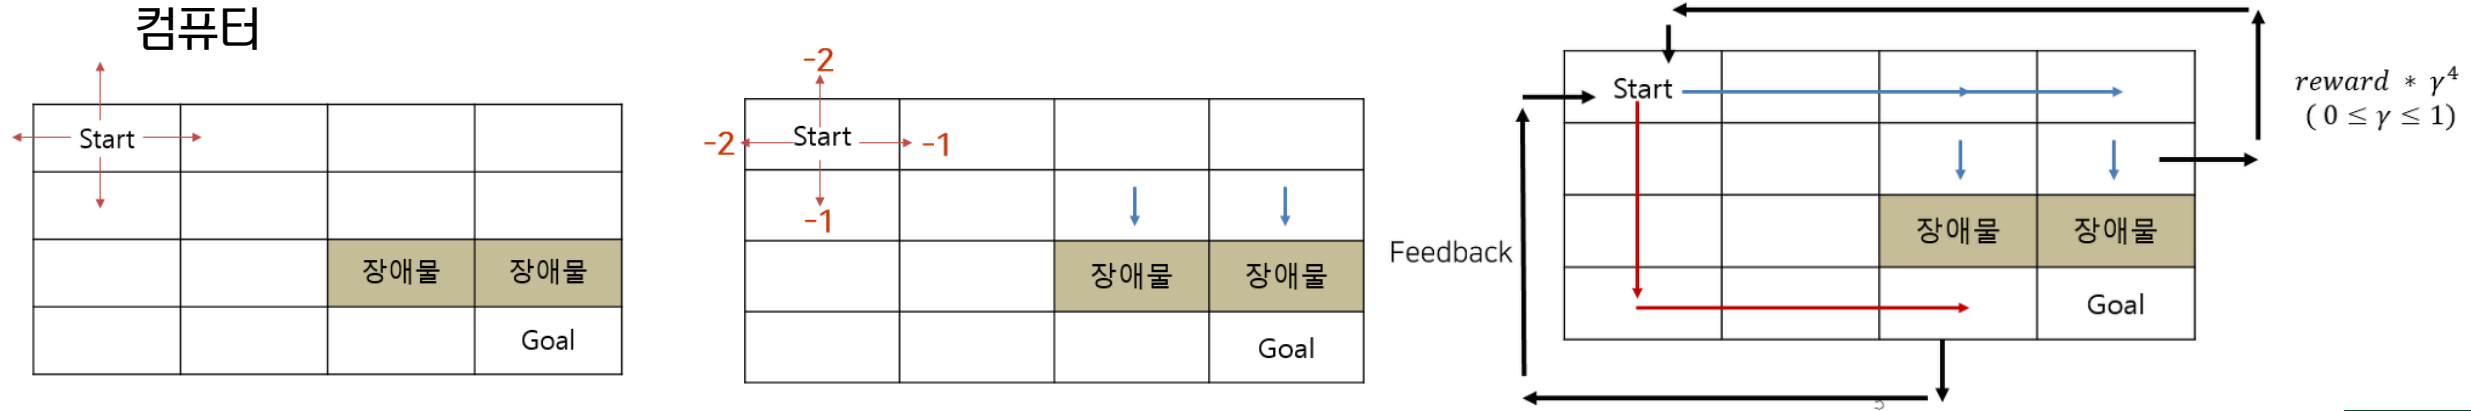 컴퓨터
Start
장애물 장애물
Goal
-2
-2 Start -1
-1
장애물 장애물
Goal
Start
장애물 장애물
Goal
Feedback
reward * γ⁴
( 0 ≤ γ ≤ 1)